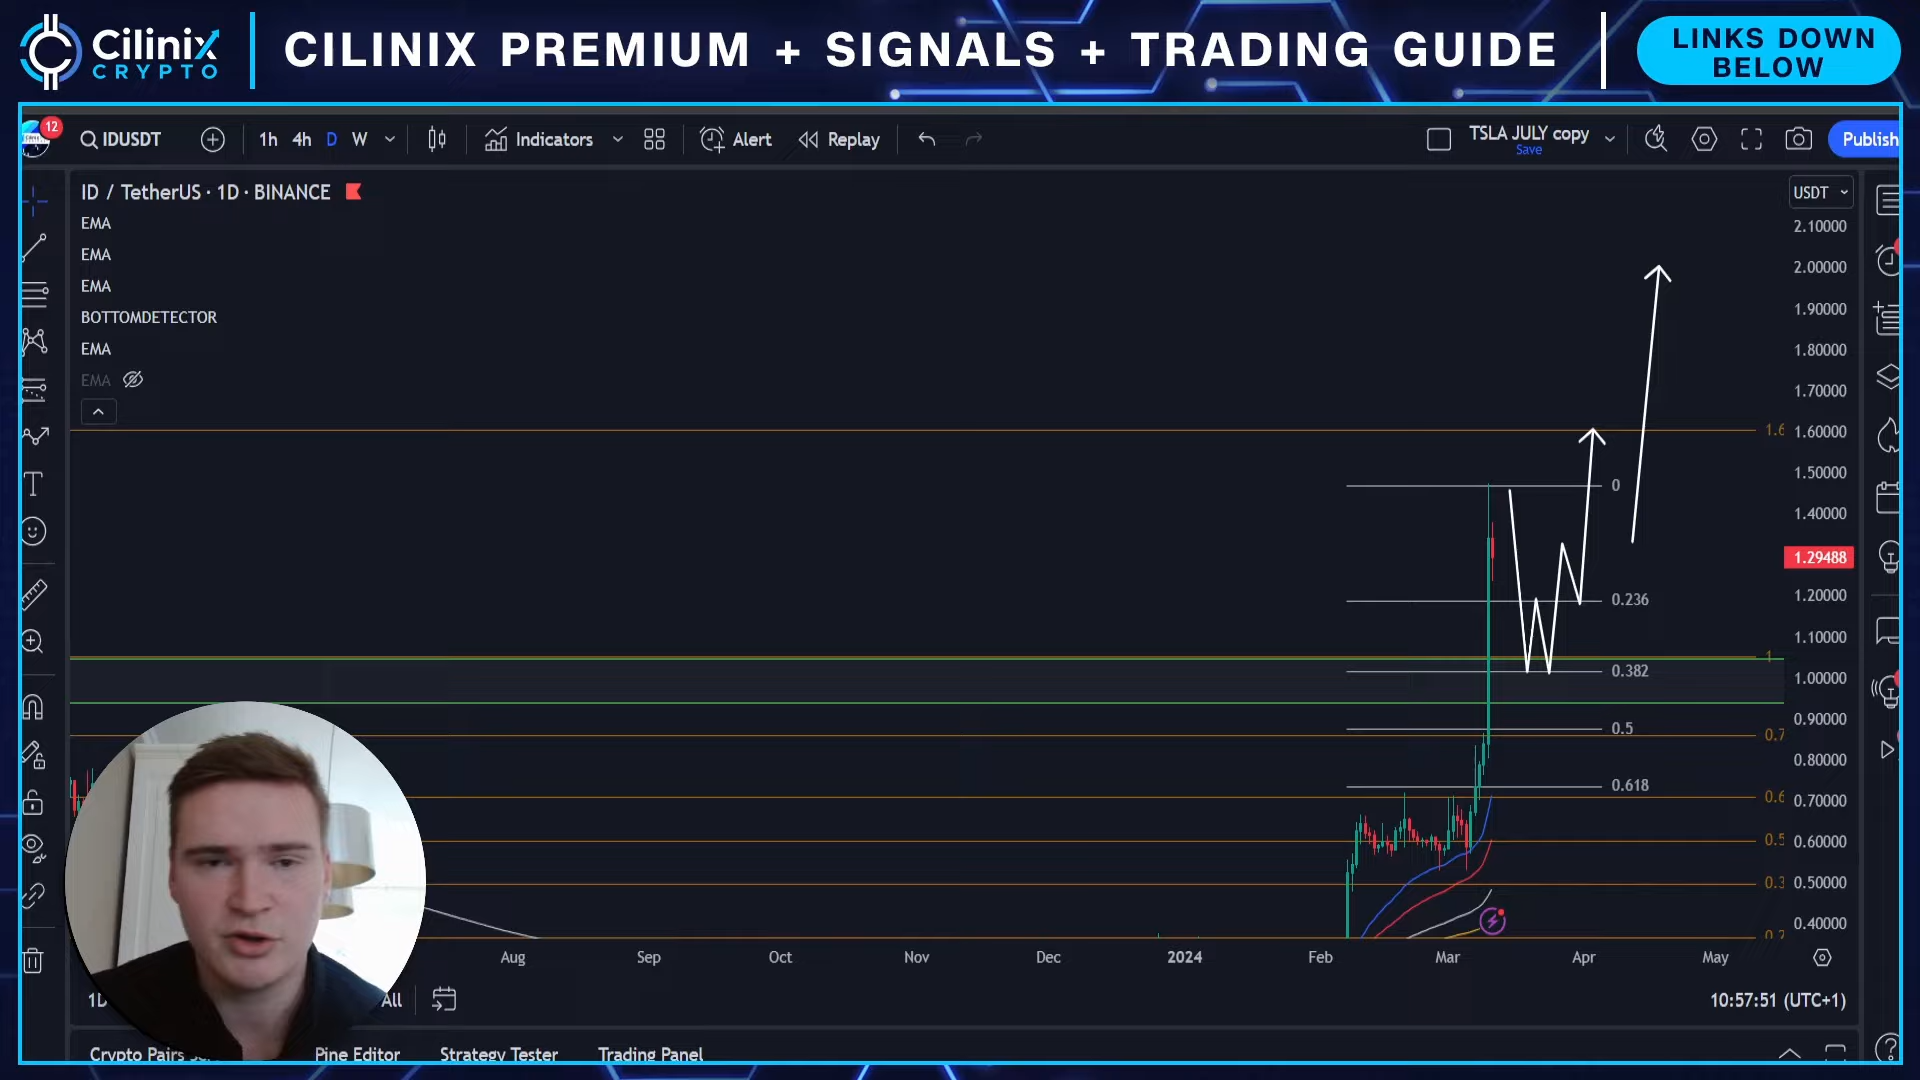 Cilinix
CRYPTO
CILINIX PREMIUM + SIGNALS + TRADING GUIDE
LINKS DOWN
BELOW
12
IDUSDT
1h 4h D W
Indicators
Alert
Replay
TSLA JULY copy
Save
Publish
ID / TetherUS · 1D · BINANCE
USDT
EMA
EMA
EMA
BOTTOMDETECTOR
EMA
EMA
2.10000
2.00000
1.90000
1.80000
1.70000
1.6
1.60000
1.50000
0
1.40000
1.29488
0.236
1.20000
1.10000
1
0.382
1.00000
0.90000
0.5
0.7
0.80000
0.618
0.6
0.70000
0.5
0.60000
0.3
0.50000
0.40000
Aug Sep Oct Nov Dec 2024 Feb Mar Apr May
All
10:57:51 (UTC+1)
Crypto Pairs
Pine Editor
Strategy Tester
Trading Panel